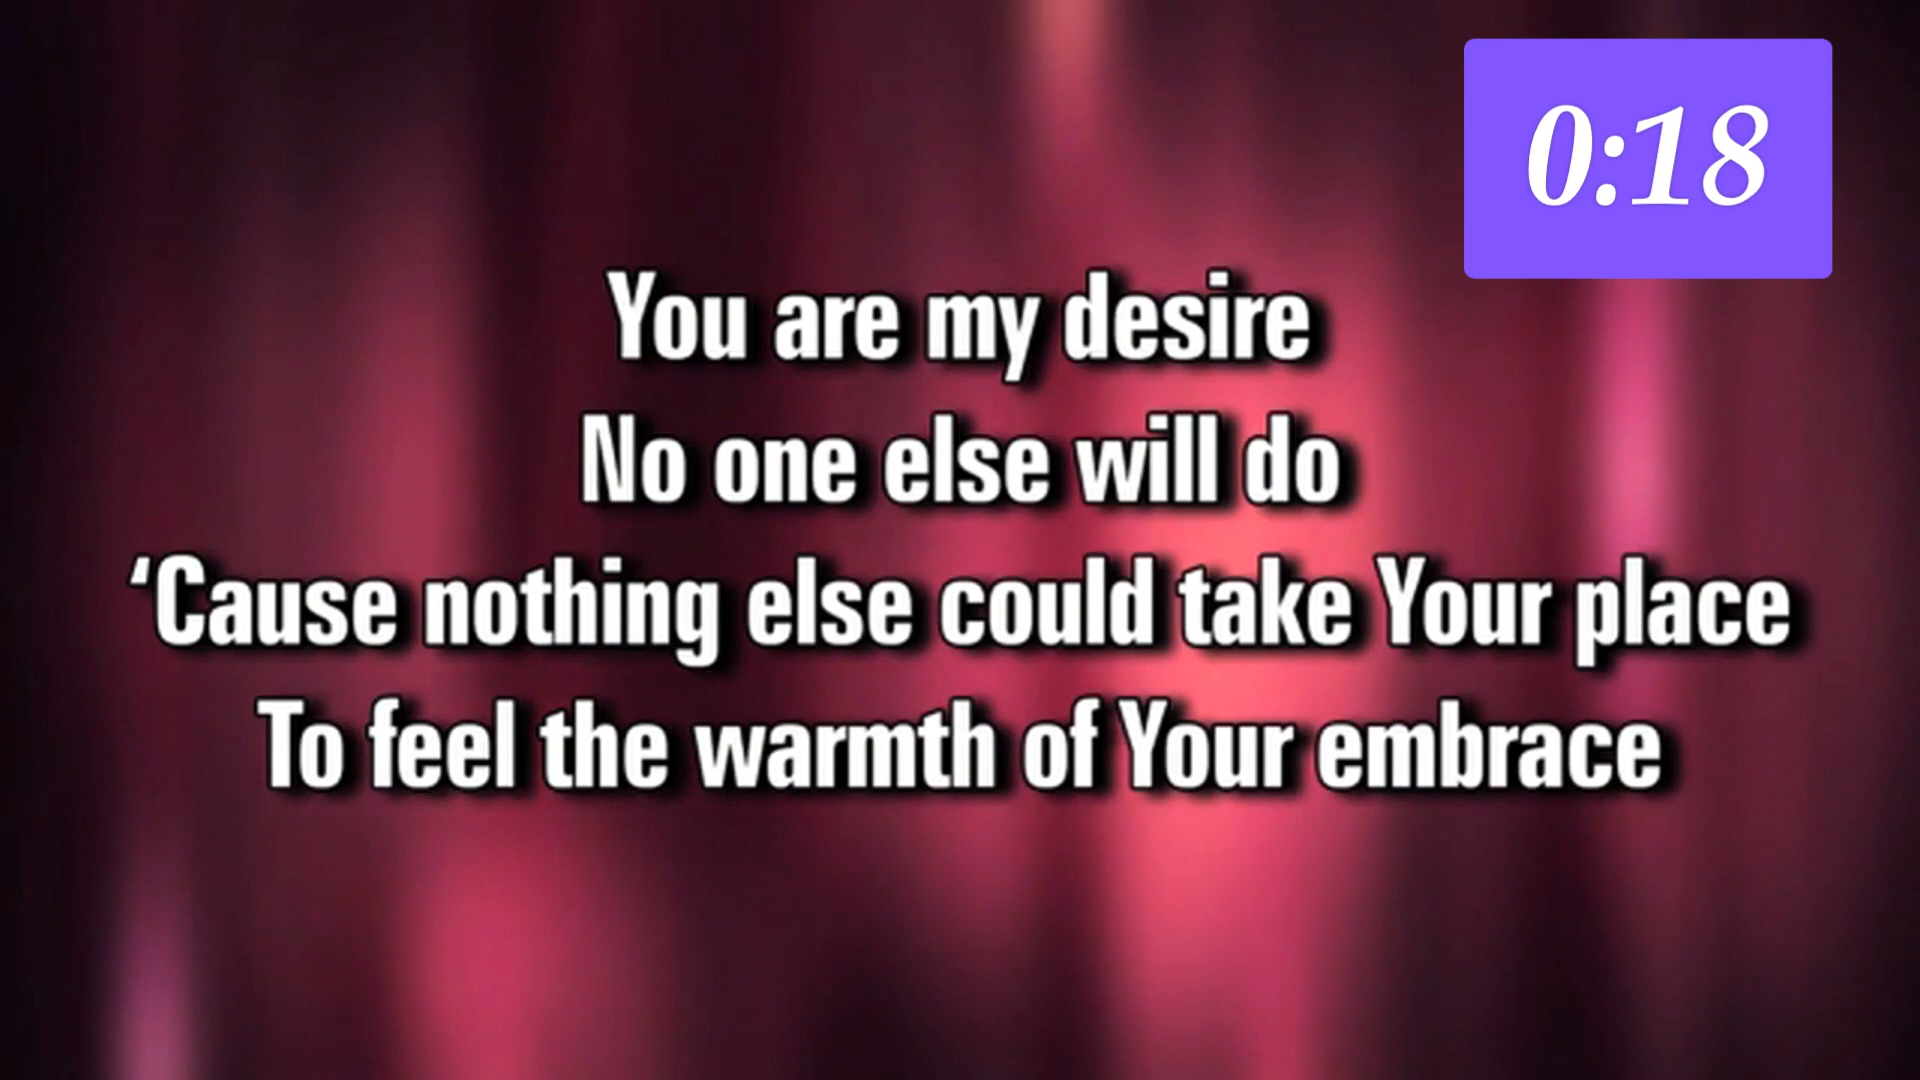 0:18
You are my desire
No one else will do
‘Cause nothing else could take Your place
To feel the warmth of Your embrace